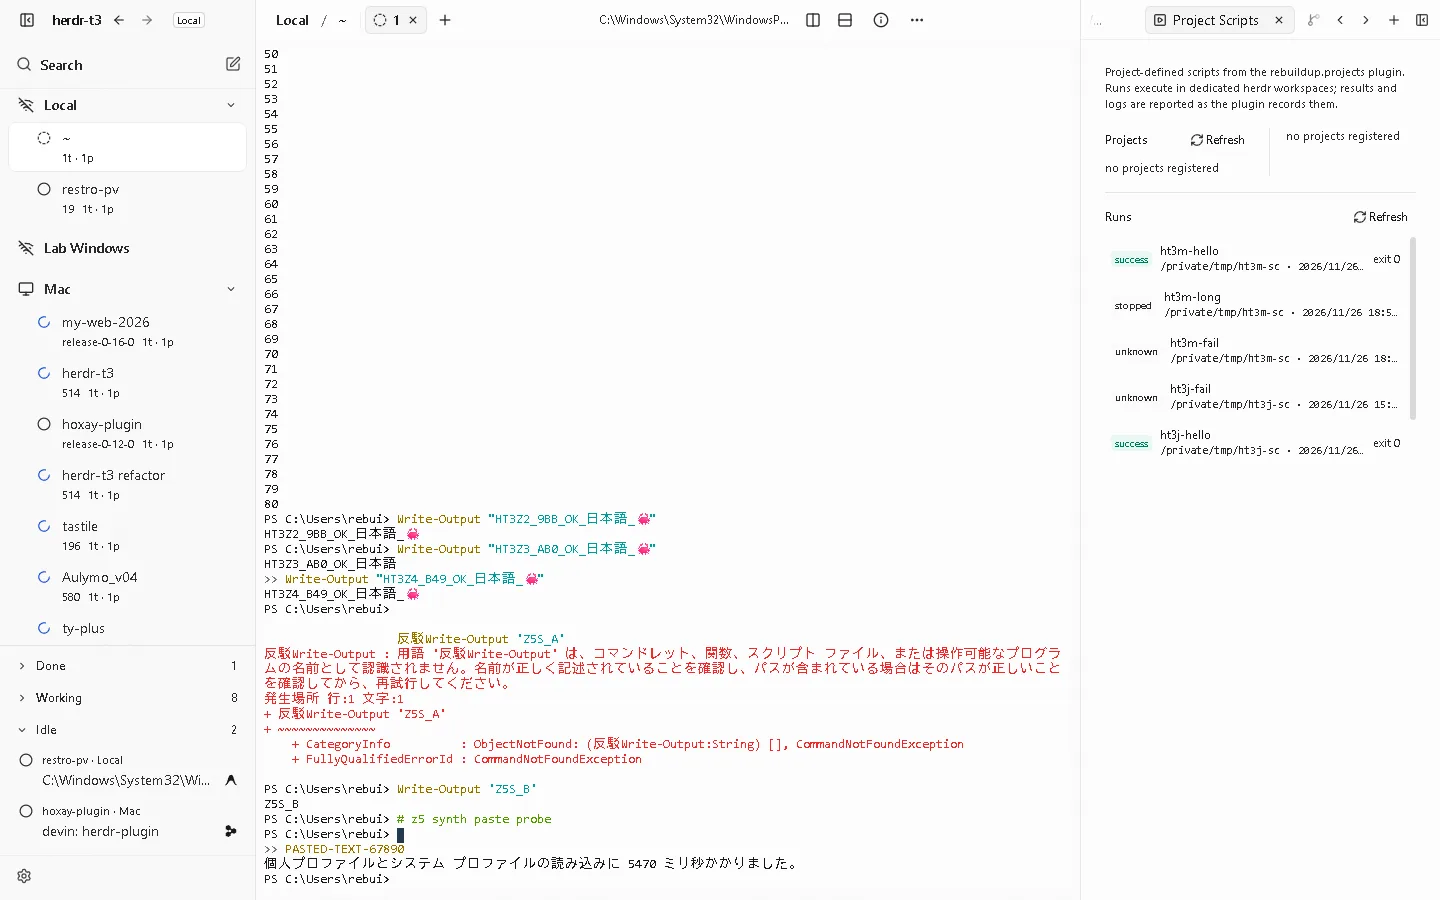 herdr-t3
Local
Search
Local
~
1t · 1p
restro-pv
19 1t · 1p
Lab Windows
Mac
my-web-2026
release-0-16-0 1t · 1p
herdr-t3
514 1t · 1p
hoxay-plugin
release-0-12-0 1t · 1p
herdr-t3 refactor
514 1t · 1p
tastile
196 1t · 1p
Aulymo_v04
580 1t · 1p
ty-plus
Done 1
Working 8
Idle 2
restro-pv · Local
C:\Windows\System32\Wi...
hoxay-plugin · Mac
devin: herdr-plugin
Local / ~
1
C:\Windows\System32\WindowsP...
50
51
52
53
54
55
56
57
58
59
60
61
62
63
64
65
66
67
68
69
70
71
72
73
74
75
76
77
78
79
80
PS C:\Users\rebui> Write-Output "HT3Z2_9BB_OK_日本語_🦀"
HT3Z2_9BB_OK_日本語_🦀
PS C:\Users\rebui> Write-Output "HT3Z3_AB0_OK_日本語_🦀"
HT3Z3_AB0_OK_日本語
>> Write-Output "HT3Z4_B49_OK_日本語_🦀"
HT3Z4_B49_OK_日本語_🦀
PS C:\Users\rebui>
反駁Write-Output 'Z5S_A'
反駁Write-Output : 用語 '反駁Write-Output' は、コマンドレット、関数、スクリプト ファイル、または操作可能なプログラ
ムの名前として認識されません。名前が正しく記述されていることを確認し、パスが含まれている場合はそのパスが正しいこと
を確認してから、再試行してください。
発生場所 行:1 文字:1
+ 反駁Write-Output 'Z5S_A'
+ ~~~~~~~~~~~~~~
+ CategoryInfo : ObjectNotFound: (反駁Write-Output:String) [], CommandNotFoundException
+ FullyQualifiedErrorId : CommandNotFoundException
PS C:\Users\rebui> Write-Output 'Z5S_B'
Z5S_B
PS C:\Users\rebui> # z5 synth paste probe
PS C:\Users\rebui>
>> PASTED-TEXT-67890
個人プロファイルとシステム プロファイルの読み込みに 5470 ミリ秒かかりました。
PS C:\Users\rebui>
/...
Project Scripts
Project-defined scripts from the rebuildup.projects plugin.
Runs execute in dedicated herdr workspaces; results and
logs are reported as the plugin records them.
Projects
Refresh
no projects registered
no projects registered
Runs
Refresh
success
ht3m-hello
/private/tmp/ht3m-sc • 2026/11/26...
exit 0
stopped
ht3m-long
/private/tmp/ht3m-sc • 2026/11/26 18:5...
unknown
ht3m-fail
/private/tmp/ht3m-sc • 2026/11/26 18:...
unknown
ht3j-fail
/private/tmp/ht3j-sc • 2026/11/26 15:...
success
ht3j-hello
/private/tmp/ht3j-sc • 2026/11/26...
exit 0